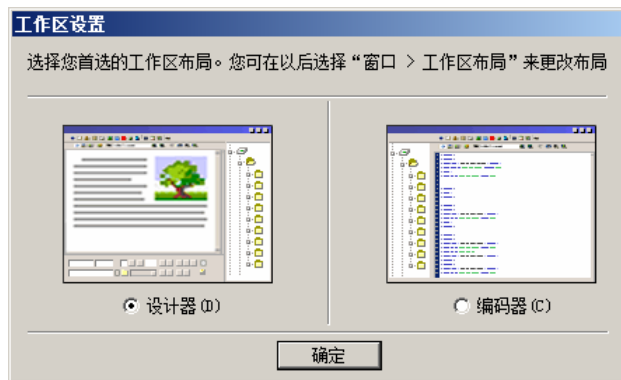 工作区设置
选择您首选的工作区布局。您可在以后选择“窗口 > 工作区布局”来更改布局
设计器(D)
编码器(C)
确定